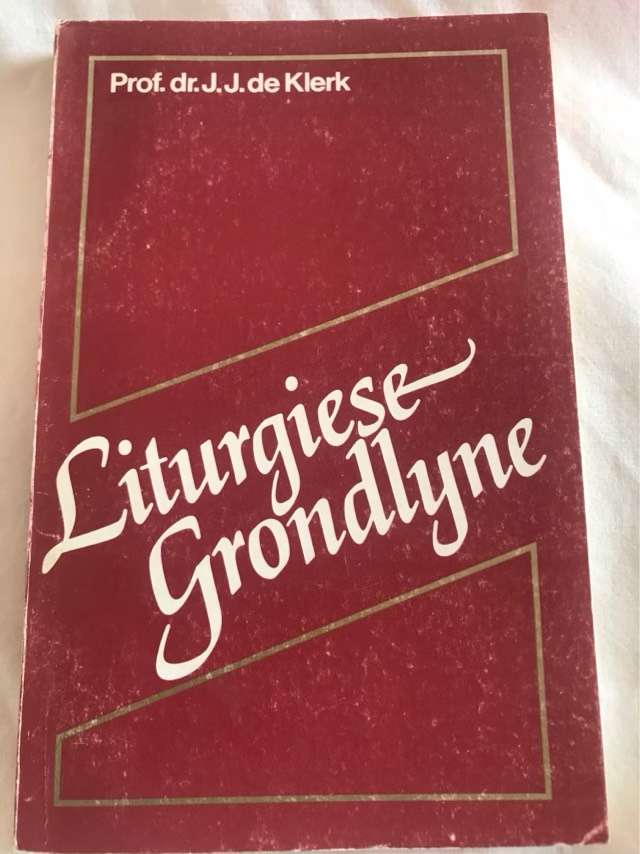 Prof. dr. J. J. de Klerk
Liturgiese
Grondlyne